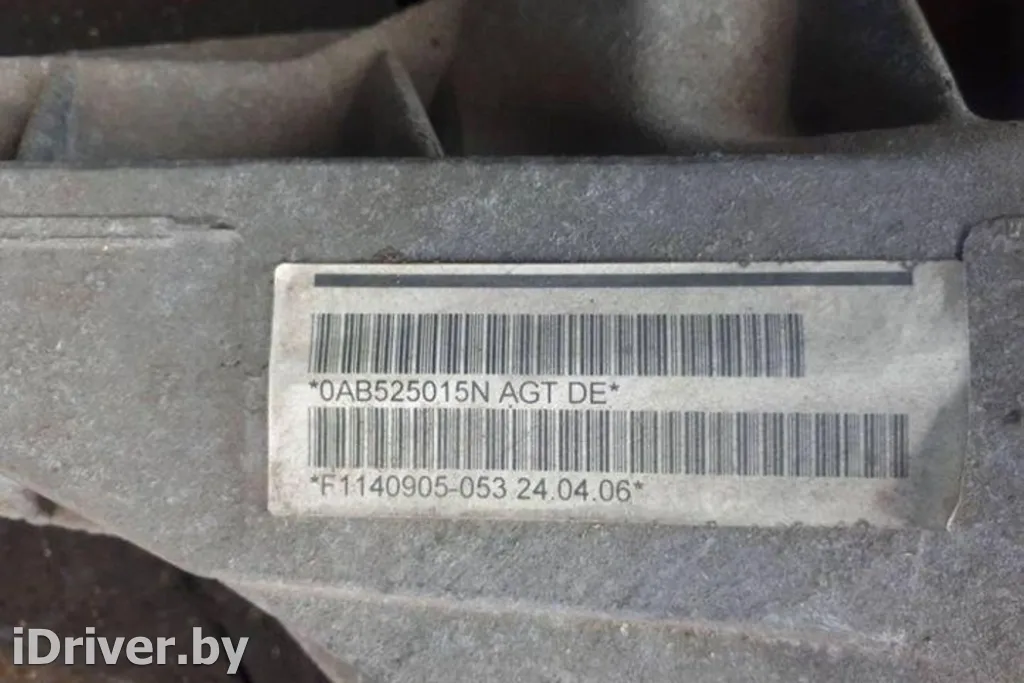 *0AB525015N AGT DE*
*F1140905-053 24.04.06*
iDriver.by